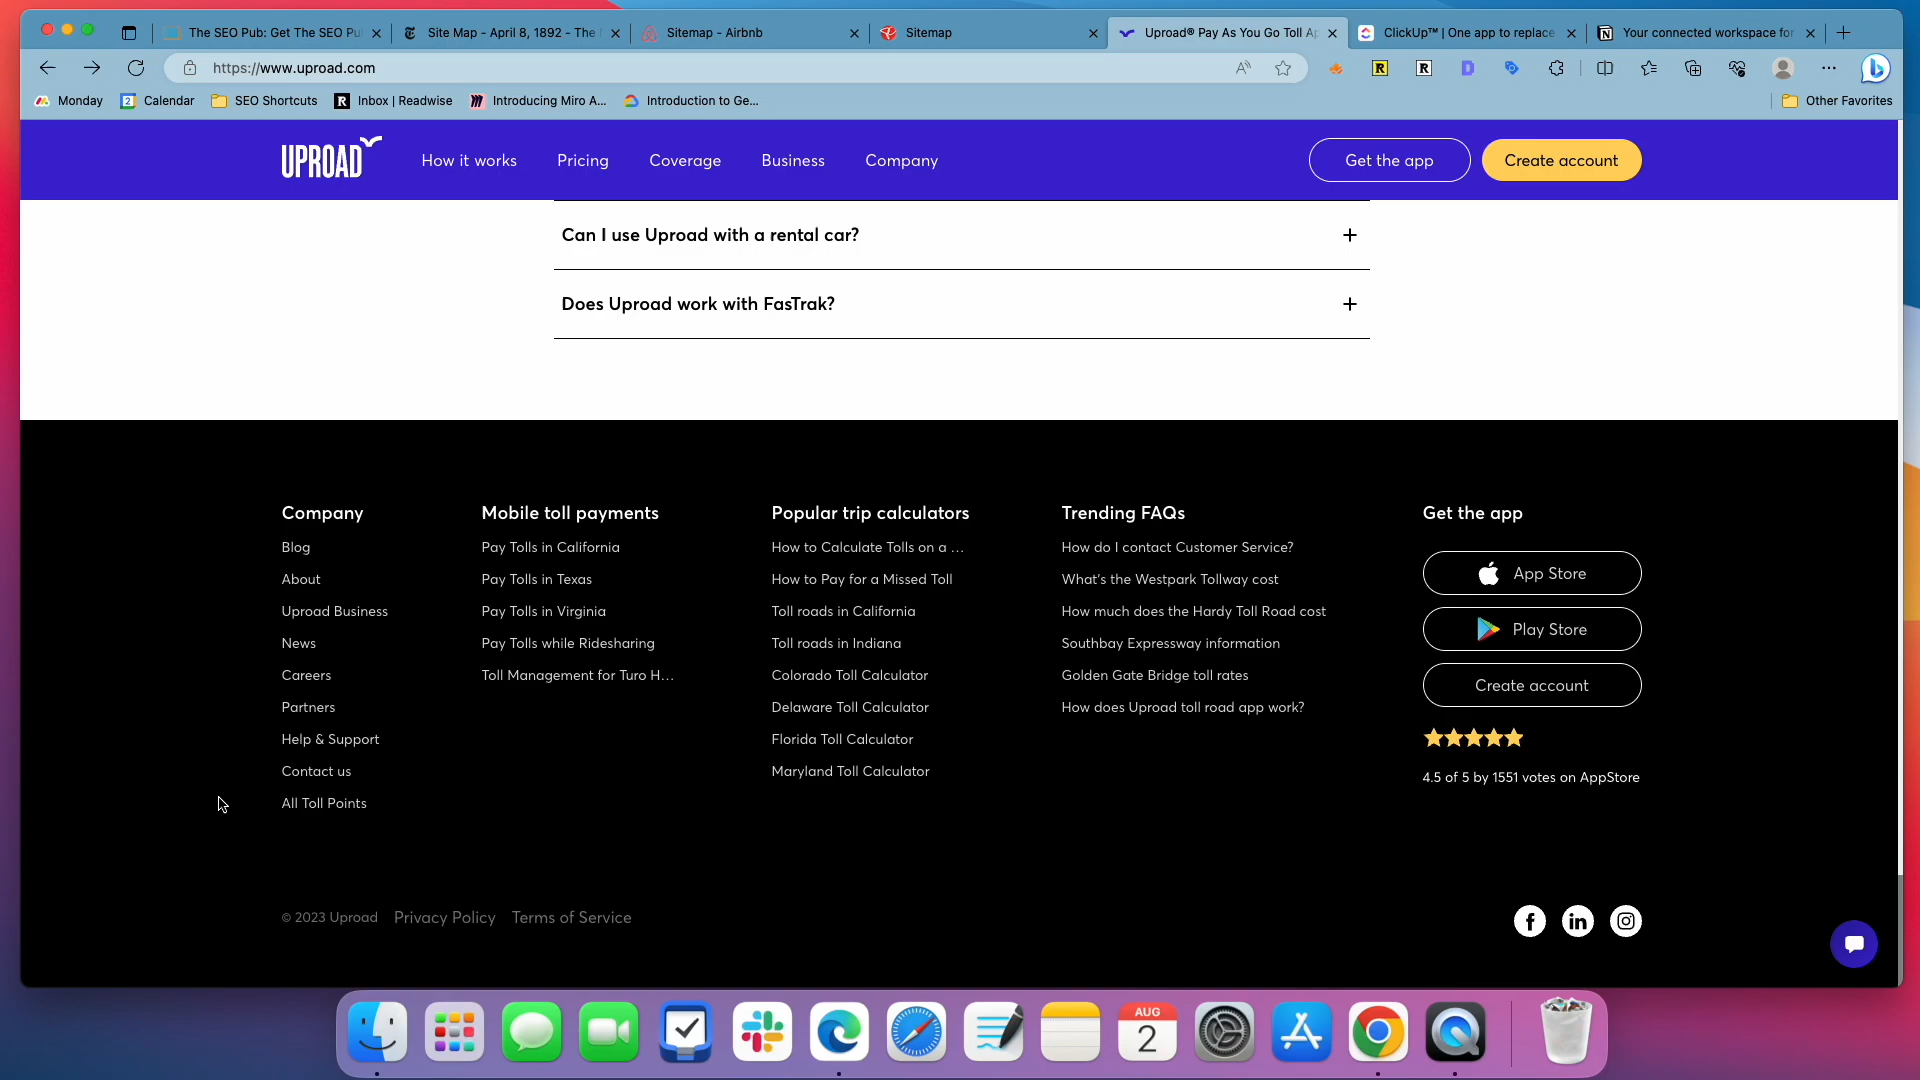 The SEO Pub: Get The SEO Pu
Site Map - April 8, 1892 - The
Sitemap - Airbnb
Sitemap
Uproad® Pay As You Go Toll Ap
ClickUp™ | One app to replace
Your connected workspace for
https://www.uproad.com
Monday
Calendar
SEO Shortcuts
Inbox | Readwise
Introducing Miro A...
Introduction to Ge...
Other Favorites
UPROAD
How it works
Pricing
Coverage
Business
Company
Get the app
Create account
Can I use Uproad with a rental car?
Does Uproad work with FasTrak?
Company
Blog
About
Uproad Business
News
Careers
Partners
Help & Support
Contact us
All Toll Points
Mobile toll payments
Pay Tolls in California
Pay Tolls in Texas
Pay Tolls in Virginia
Pay Tolls while Ridesharing
Toll Management for Turo H...
Popular trip calculators
How to Calculate Tolls on a ...
How to Pay for a Missed Toll
Toll roads in California
Toll roads in Indiana
Colorado Toll Calculator
Delaware Toll Calculator
Florida Toll Calculator
Maryland Toll Calculator
Trending FAQs
How do I contact Customer Service?
What's the Westpark Tollway cost
How much does the Hardy Toll Road cost
Southbay Expressway information
Golden Gate Bridge toll rates
How does Uproad toll road app work?
Get the app
App Store
Play Store
Create account
4.5 of 5 by 1551 votes on AppStore
© 2023 Uproad
Privacy Policy
Terms of Service
AUG
2